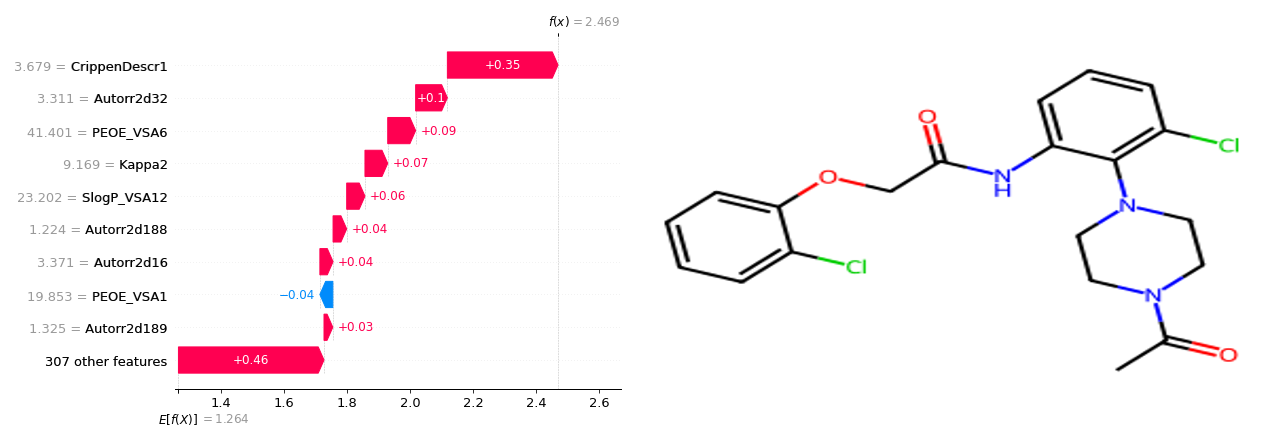 f(x) = 2.469
3.679 = CrippenDescr1 +0.35
3.311 = Autorr2d32 +0.1
41.401 = PEOE_VSA6 +0.09
9.169 = Kappa2 +0.07
23.202 = SlogP_VSA12 +0.06
1.224 = Autorr2d188 +0.04
3.371 = Autorr2d16 +0.04
19.853 = PEOE_VSA1 −0.04
1.325 = Autorr2d189 +0.03
307 other features +0.46
1.4 1.6 1.8 2.0 2.2 2.4 2.6
E[f(X)] = 1.264
O
Cl
O
N
H
N
Cl
N
O